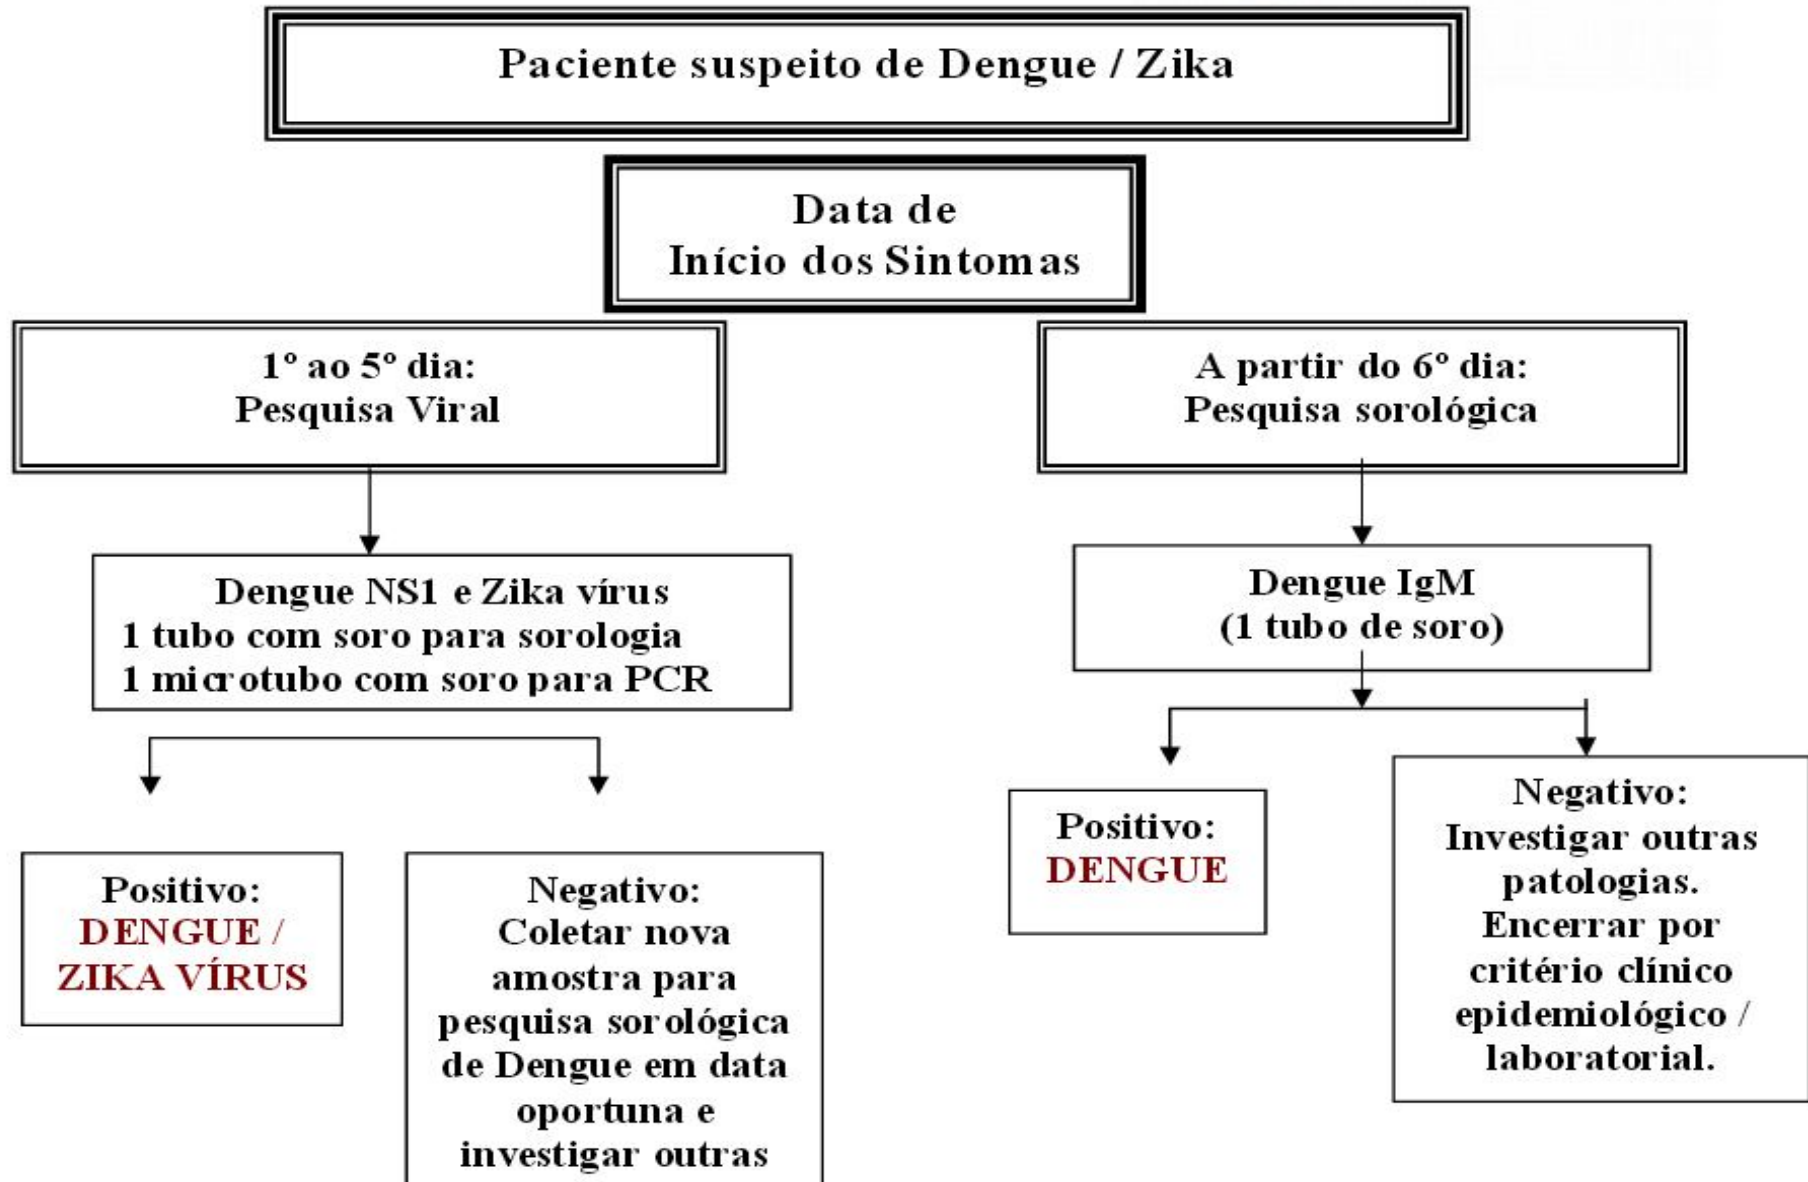 Paciente suspeito de Dengue / Zika
Data de
Início dos Sintomas
1º ao 5º dia:
Pesquisa Viral
Dengue NS1 e Zika vírus
1 tubo com soro para sorologia
1 microtubo com soro para PCR
Positivo:
DENGUE /
ZIKA VÍRUS
Negativo:
Coletar nova
amostra para
pesquisa sorológica
de Dengue em data
oportuna e
investigar outras
A partir do 6º dia:
Pesquisa sorológica
Dengue IgM
(1 tubo de soro)
Positivo:
DENGUE
Negativo:
Investigar outras
patologias.
Encerrar por
critério clínico
epidemiológico /
laboratorial.